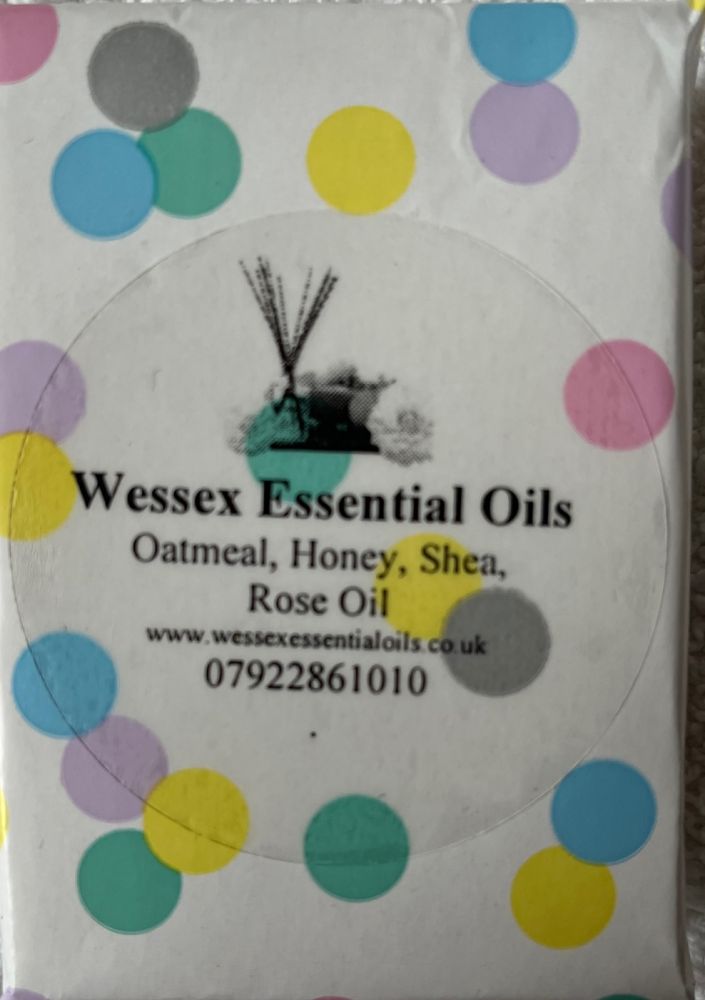 Wessex Essential Oils
Oatmeal, Honey, Shea,
Rose Oil
www.wessexessentialoils.co.uk
07922861010